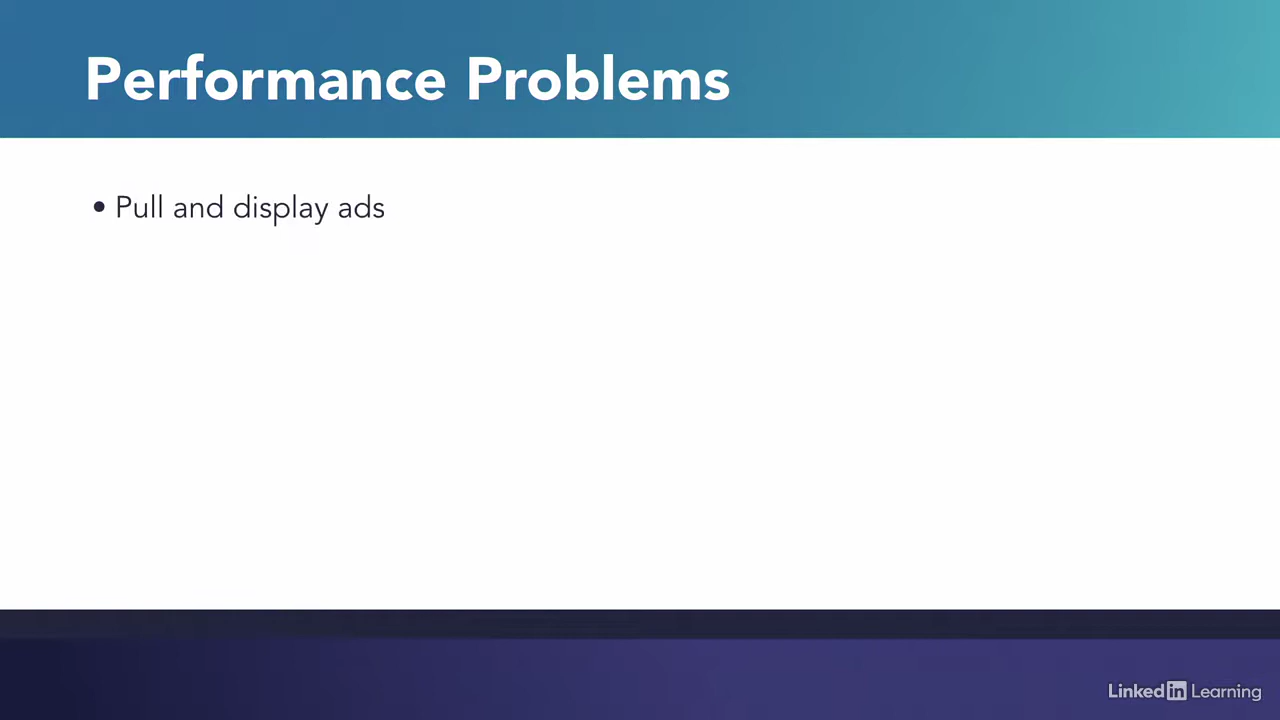 Performance Problems
• Pull and display ads
LinkedIn Learning